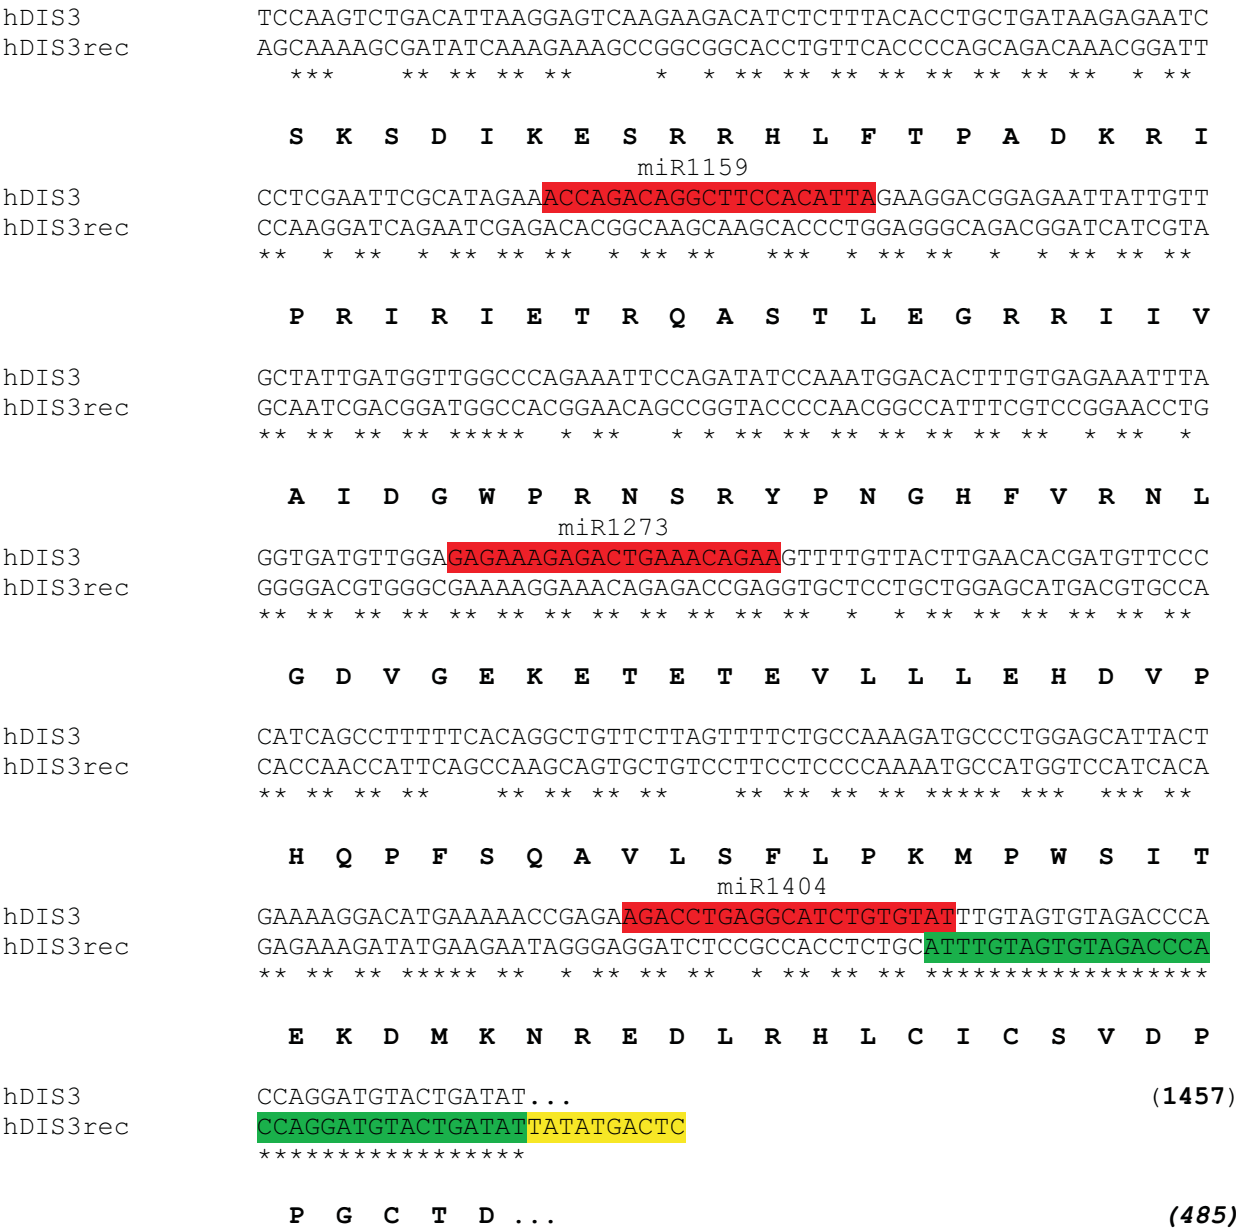 hDIS3 TCCAAGTCTGACATTAAGGAGTCAAGAAGACATCTCTTTACACCTGCTGATAAGAGAATC
hDIS3rec AGCAAAAGCGATATCAAAGAAAGCCGGCGGCACCTGTTCACCCCAGCAGACAAACGGATT
*** ** ** ** ** * * ** ** ** ** ** ** ** ** * **
S K S D I K E S R R H L F T P A D K R I
miR1159
hDIS3 CCTCGAATTCGCATAGAAACCAGACAGGCTTCCACATTAGAAGGACGGAGAATTATTGTT
hDIS3rec CCAAGGATCAGAATCGAGACACGGCAAGCAAGCACCCTGGAGGGCAGACGGATCATCGTA
** * ** * ** ** ** * ** ** *** * ** ** * * ** ** **
P R I R I E T R Q A S T L E G R R I I V
hDIS3 GCTATTGATGGTTGGCCCAGAAATTCCAGATATCCAAATGGACACTTTGTGAGAAATTTA
hDIS3rec GCAATCGACGGATGGCCACGGAACAGCCGGTACCCCAACGGCCATTTCGTCCGGAACCTG
** ** ** ** ***** * ** * * ** ** ** ** ** ** ** * ** *
A I D G W P R N S R Y P N G H F V R N L
miR1273
hDIS3 GGTGATGTTGGAGAGAAAGAGACTGAAACAGAAGTTTTGTTACTTGAACACGATGTTCCC
hDIS3rec GGGGACGTGGGCGAAAAGGAAACAGAGACCGAGGTGCTCCTGCTGGAGCATGACGTGCCA
** ** ** ** ** ** ** ** ** ** ** ** * * ** ** ** ** ** **
G D V G E K E T E T E V L L L E H D V P
hDIS3 CATCAGCCTTTTTCACAGGCTGTTCTTAGTTTTCTGCCAAAGATGCCCTGGAGCATTACT
hDIS3rec CACCAACCATTCAGCCAAGCAGTGCTGTCCTTCCTCCCCAAAATGCCATGGTCCATCACA
** ** ** ** ** ** ** ** ** ** ** ** ***** *** *** **
H Q P F S Q A V L S F L P K M P W S I T
miR1404
hDIS3 GAAAAGGACATGAAAAACCGAGAAGACCTGAGGCATCTGTGTATTTGTAGTGTAGACCCA
hDIS3rec GAGAAAGATATGAAGAATAGGGAGGATCTCCGCCACCTCTGCATTTGTAGTGTAGACCCA
** ** ** ***** ** * ** ** ** * ** ** ** ******************
E K D M K N R E D L R H L C I C S V D P
hDIS3 CCAGGATGTACTGATAT... (1457)
hDIS3rec CCAGGATGTACTGATATTATATGACTC
*****************
P G C T D ... (485)